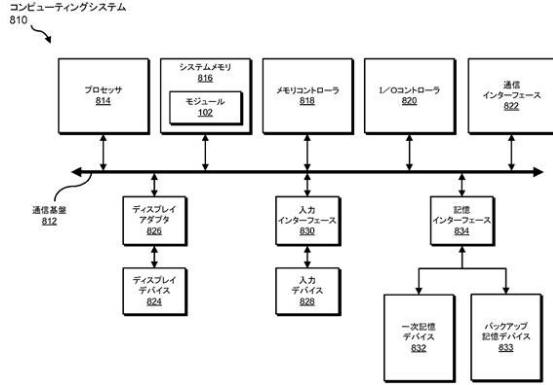 コンピューティングシステム
810
プロセッサ
814
システムメモリ
816
モジュール
102
メモリコントローラ
818
I/Oコントローラ
820
通信
インターフェース
822
通信基盤
812
ディスプレイ
アダプタ
826
入力
インターフェース
830
記憶
インターフェース
834
ディスプレイ
デバイス
824
入力
デバイス
828
一次記憶
デバイス
832
バックアップ
記憶デバイス
833